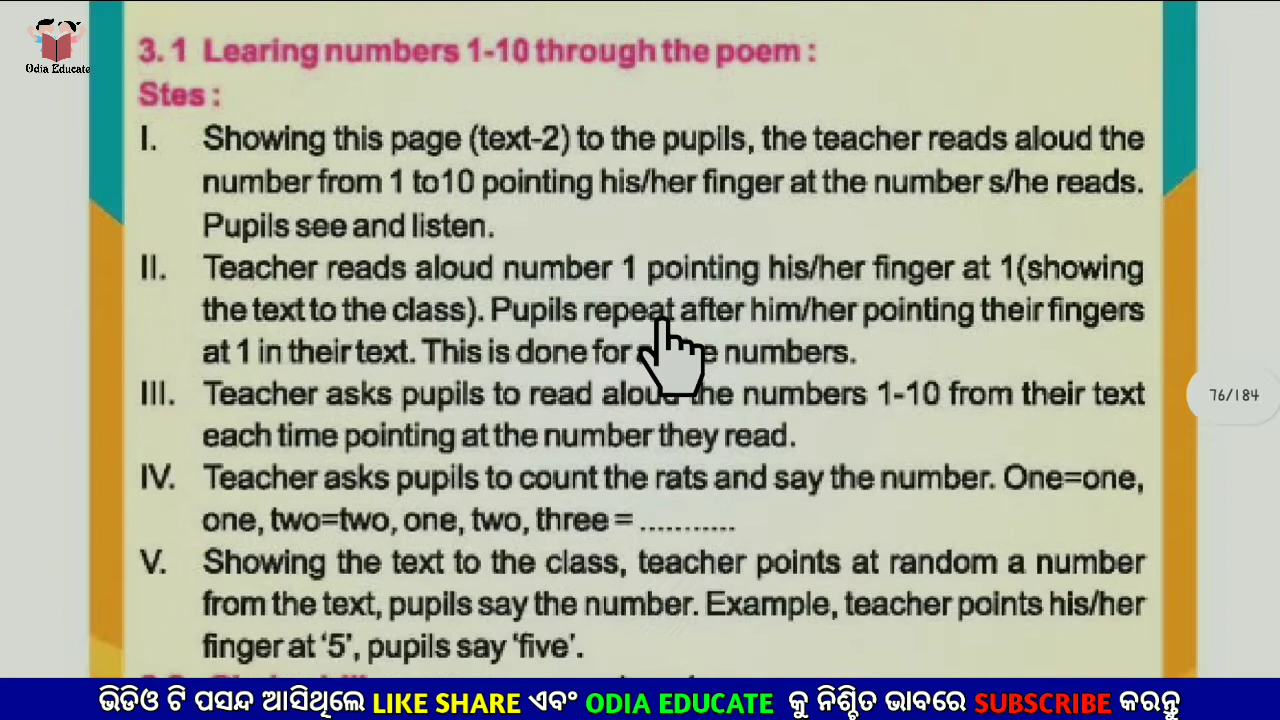 Odia Educate
3. 1 Learing numbers 1-10 through the poem :
Stes :
I. Showing this page (text-2) to the pupils, the teacher reads aloud the
number from 1 to10 pointing his/her finger at the number s/he reads.
Pupils see and listen.
II. Teacher reads aloud number 1 pointing his/her finger at 1(showing
the text to the class). Pupils repeat after him/her pointing their fingers
at 1 in their text. This is done for numbers.
III. Teacher asks pupils to read aloud the numbers 1-10 from their text
each time pointing at the number they read.
76/184
IV. Teacher asks pupils to count the rats and say the number. One=one,
one, two=two, one, two, three = ...........
V. Showing the text to the class, teacher points at random a number
from the text, pupils say the number. Example, teacher points his/her
finger at ‘5’, pupils say ‘five’.
ଭିଡିଓ ଟି ପସନ୍ଦ ଆସିଥିଲେ LIKE SHARE ଏବଂ ODIA EDUCATE କୁ ନିଶ୍ଚିତ ଭାବରେ SUBSCRIBE କରନ୍ତୁ